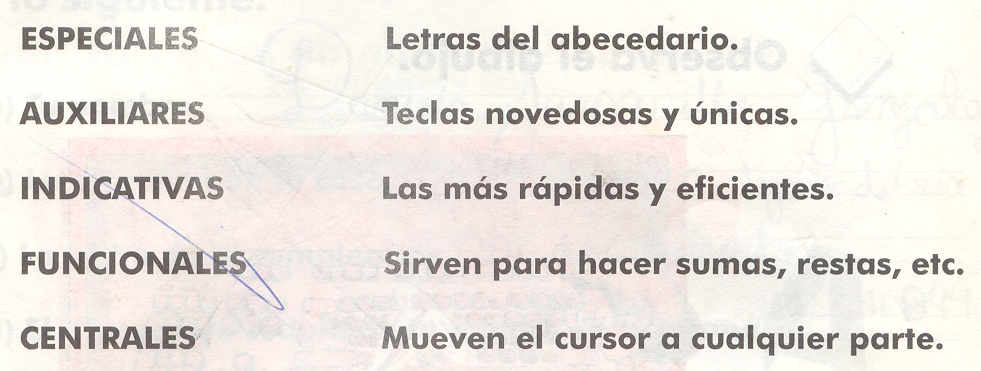 ESPECIALES Letras del abecedario.
AUXILIARES Teclas novedosas y únicas.
INDICATIVAS Las más rápidas y eficientes.
FUNCIONALES Sirven para hacer sumas, restas, etc.
CENTRALES Mueven el cursor a cualquier parte.